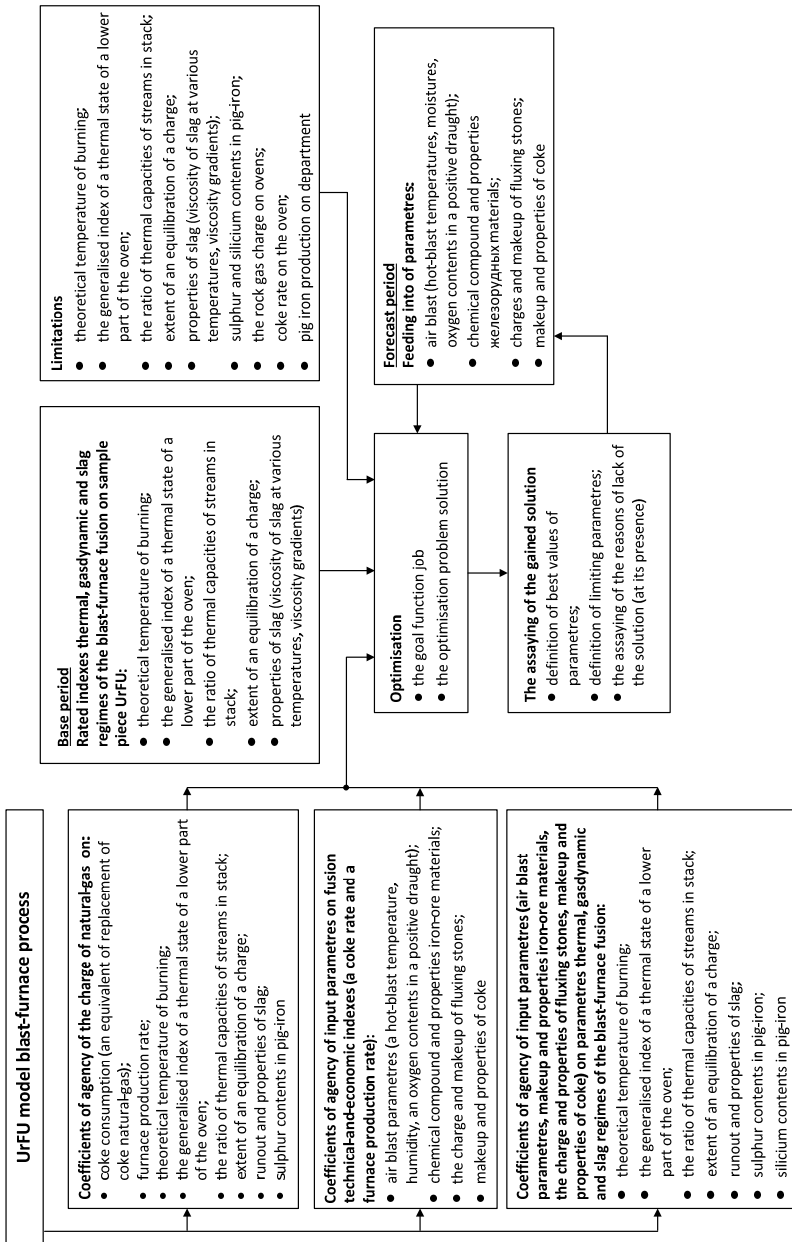 UrFU model blast-furnace process
Coefficients of agency of the charge of natural-gas on:
● coke consumption (an equivalent of replacement of
coke natural-gas);
● furnace production rate;
● theoretical temperature of burning;
● the generalised index of a thermal state of a lower part
of the oven;
● the ratio of thermal capacities of streams in stack;
● extent of an equilibration of a charge;
● runout and properties of slag;
● sulphur contents in pig-iron
Coefficients of agency of input parametres on fusion
technical-and-economic indexes (a coke rate and a
furnace production rate):
● air blast parametres (a hot-blast temperature,
humidity, an oxygen contents in a positive draught);
● chemical compound and properties iron-ore materials;
● the charge and makeup of fluxing stones;
● makeup and properties of coke
Coefficients of agency of input parametres (air blast
parametres, makeup and properties iron-ore materials,
the charge and properties of fluxing stones, makeup and
properties of coke) on parametres thermal, gasdynamic
and slag regimes of the blast-furnace fusion:
● theoretical temperature of burning;
● the generalised index of a thermal state of a lower
part of the oven;
● the ratio of thermal capacities of streams in stack;
● extent of an equilibration of a charge;
● runout and properties of slag;
● sulphur contents in pig-iron;
● silicium contents in pig-iron
Base period
Rated indexes thermal, gasdynamic and slag
regimes of the blast-furnace fusion on sample
piece UrFU:
● theoretical temperature of burning;
● the generalised index of a thermal state of a
lower part of the oven;
● the ratio of thermal capacities of streams in
stack;
● extent of an equilibration of a charge;
● properties of slag (viscosity of slag at various
temperatures, viscosity gradients)
Limitations
● theoretical temperature of burning;
● the generalised index of a thermal state of a lower
part of the oven;
● the ratio of thermal capacities of streams in stack;
● extent of an equilibration of a charge;
● properties of slag (viscosity of slag at various
temperatures, viscosity gradients);
● sulphur and silicium contents in pig-iron;
● the rock gas charge on ovens;
● coke rate on the oven;
● pig iron production on department
Optimisation
● the goal function job
● the optimisation problem solution
Forecast period
Feeding into of parametres:
● air blast (hot-blast temperatures, moistures,
oxygen contents in a positive draught);
● chemical compound and properties
железорудных materials;
● charges and makeup of fluxing stones;
● makeup and properties of coke
The assaying of the gained solution
● definition of best values of
parametres;
● definition of limiting parametres;
● the assaying of the reasons of lack of
the solution (at its presence)